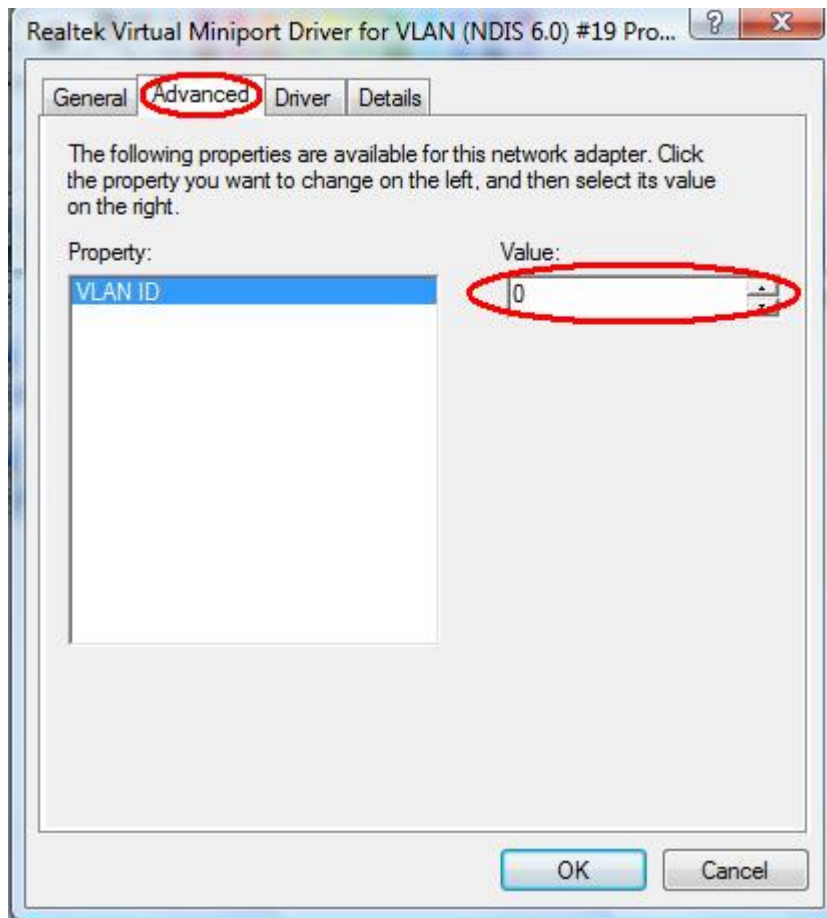 Realtek Virtual Miniport Driver for VLAN (NDIS 6.0) #19 Pro...
General Advanced Driver Details
The following properties are available for this network adapter. Click
the property you want to change on the left, and then select its value
on the right.
Property: Value:
VLAN ID 0
OK Cancel